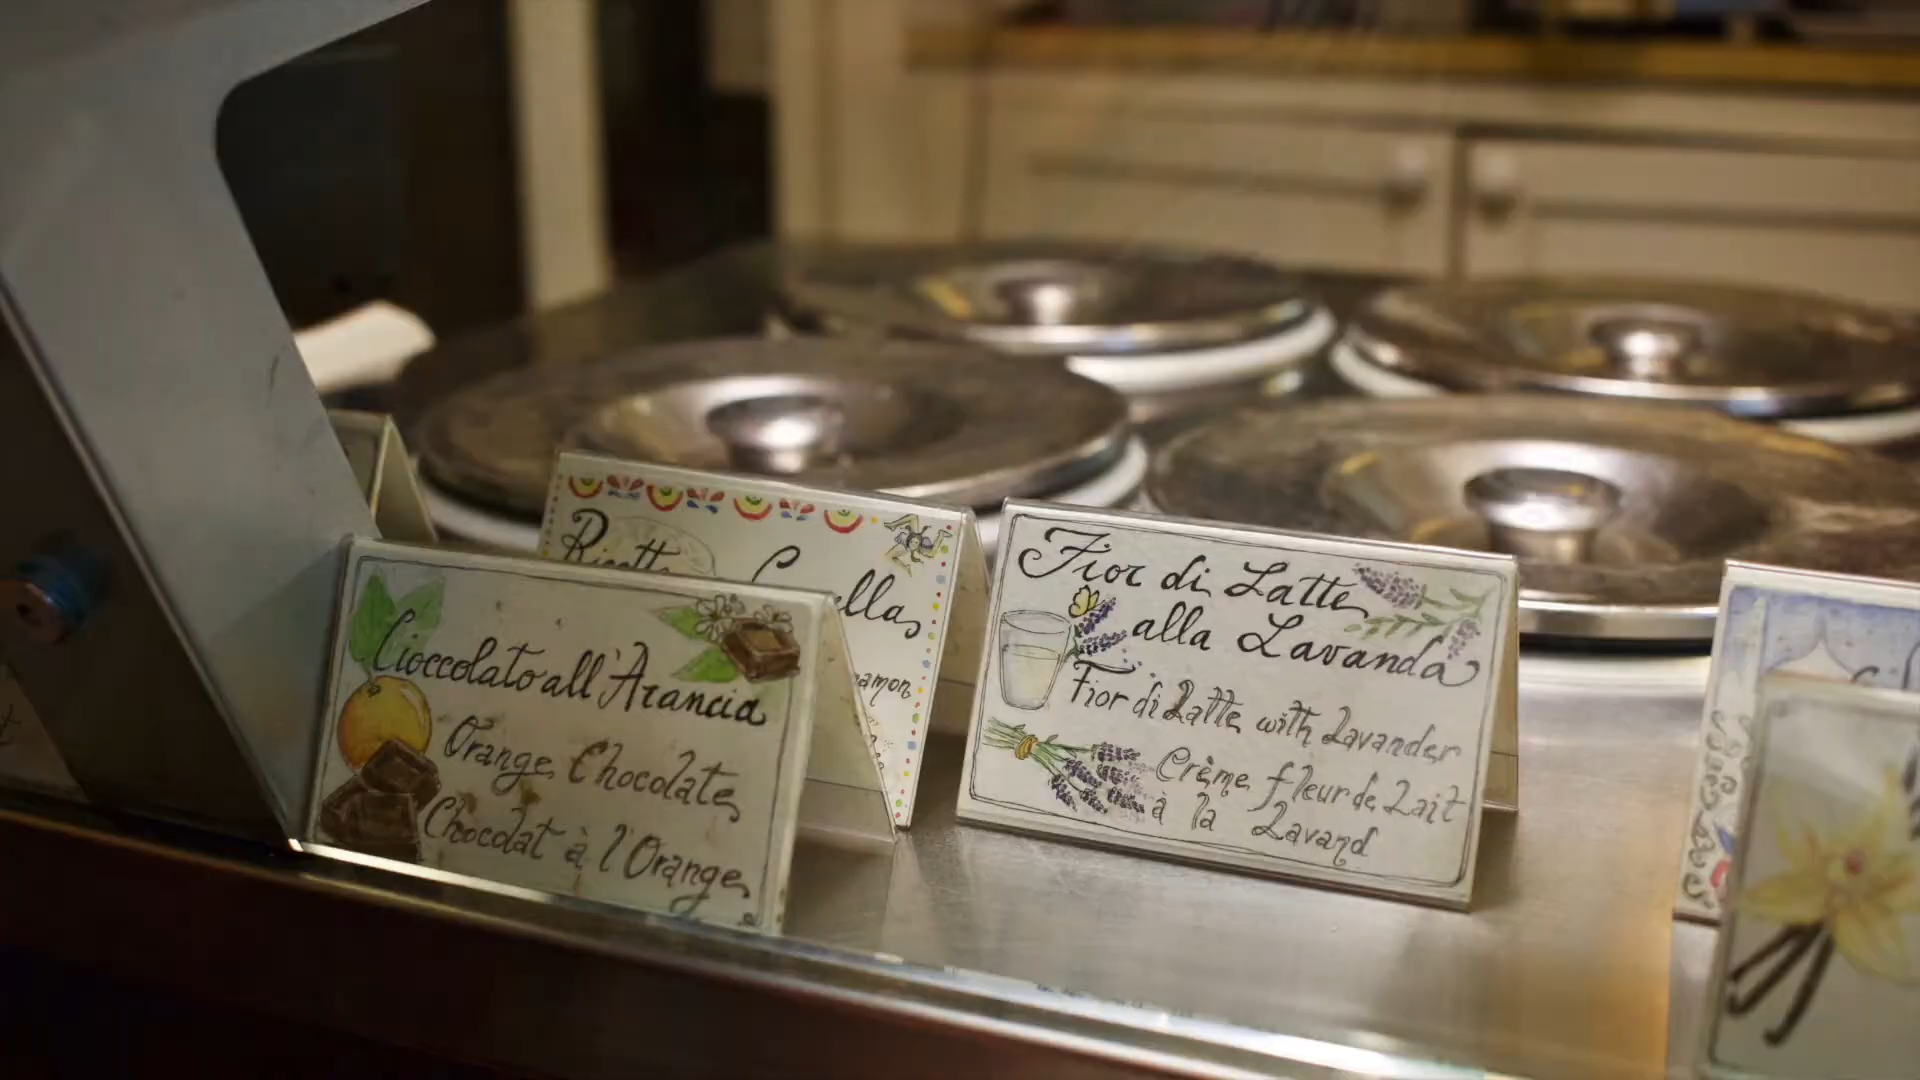 Cioccolato all'Arancia
Orange Chocolate
Chocolat à l'Orange
Ricotta
Fior di Latte
alla Lavanda
Fior di Latte with Lavander
Crème fleur de Lait
à la Lavand